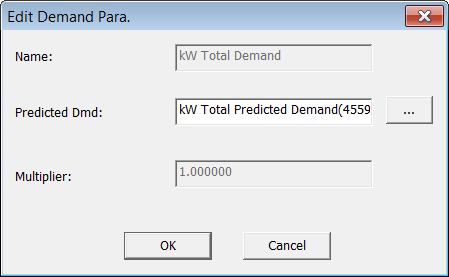 Edit Demand Para.
Name: kW Total Demand
Predicted Dmd: kW Total Predicted Demand(4559 ...
Multiplier: 1.000000
OK Cancel